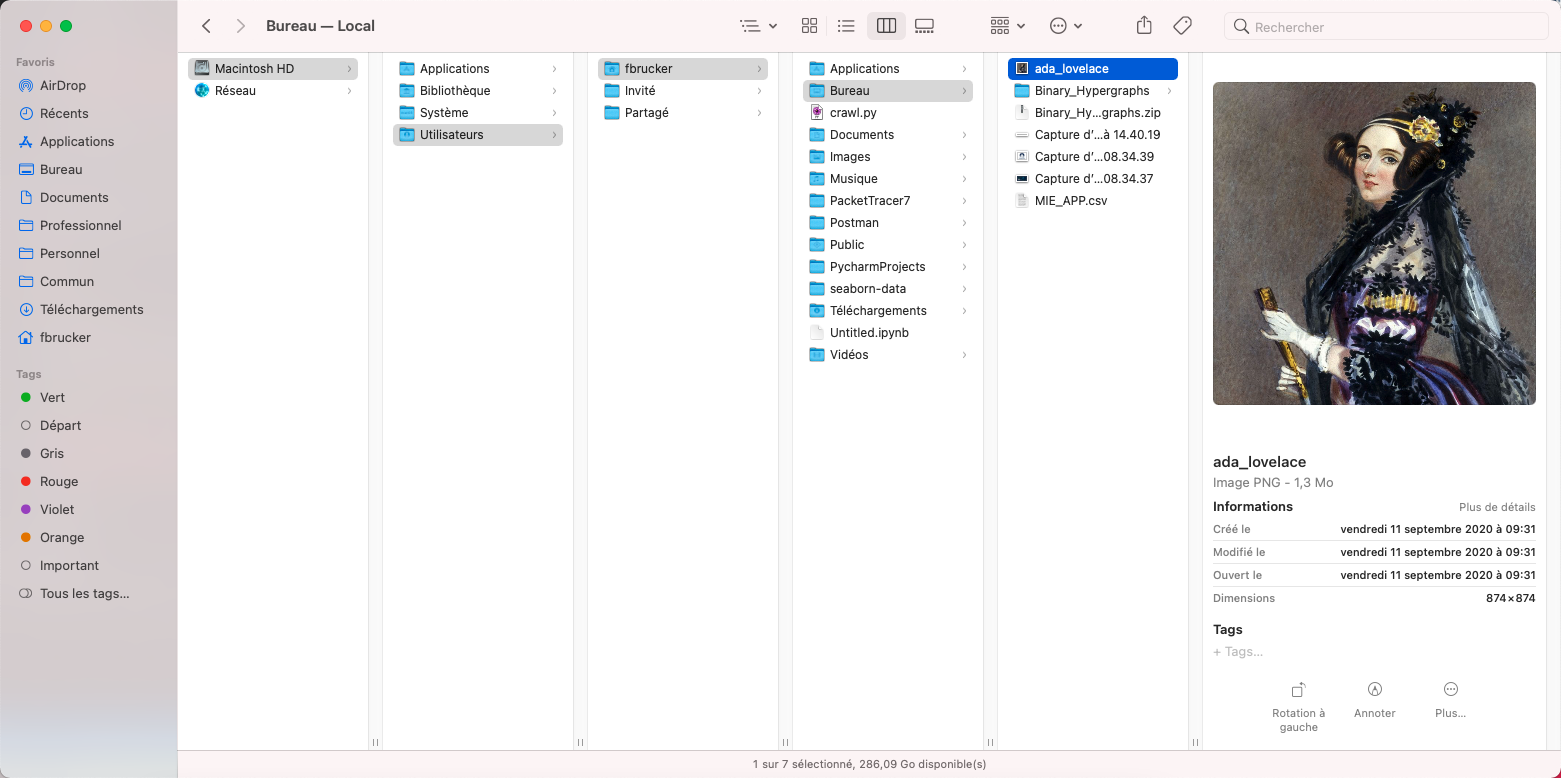 Bureau — Local
Rechercher
Favoris
AirDrop
Récents
Applications
Bureau
Documents
Professionnel
Personnel
Commun
Téléchargements
fbrucker
Tags
Vert
Départ
Gris
Rouge
Violet
Orange
Important
Tous les tags...
Macintosh HD
Réseau
Applications
Bibliothèque
Système
Utilisateurs
fbrucker
Invité
Partagé
Applications
Bureau
crawl.py
Documents
Images
Musique
PacketTracer7
Postman
Public
PycharmProjects
seaborn-data
Téléchargements
Untitled.ipynb
Vidéos
ada_lovelace
Binary_Hypergraphs
Binary_Hy...graphs.zip
Capture d’...à 14.40.19
Capture d’...08.34.39
Capture d’...08.34.37
MIE_APP.csv
ada_lovelace
Image PNG - 1,3 Mo
Informations Plus de détails
Créé le vendredi 11 septembre 2020 à 09:31
Modifié le vendredi 11 septembre 2020 à 09:31
Ouvert le vendredi 11 septembre 2020 à 09:31
Dimensions 874×874
Tags
+ Tags...
Rotation à
gauche
Annoter
Plus...
1 sur 7 sélectionné, 286,09 Go disponible(s)